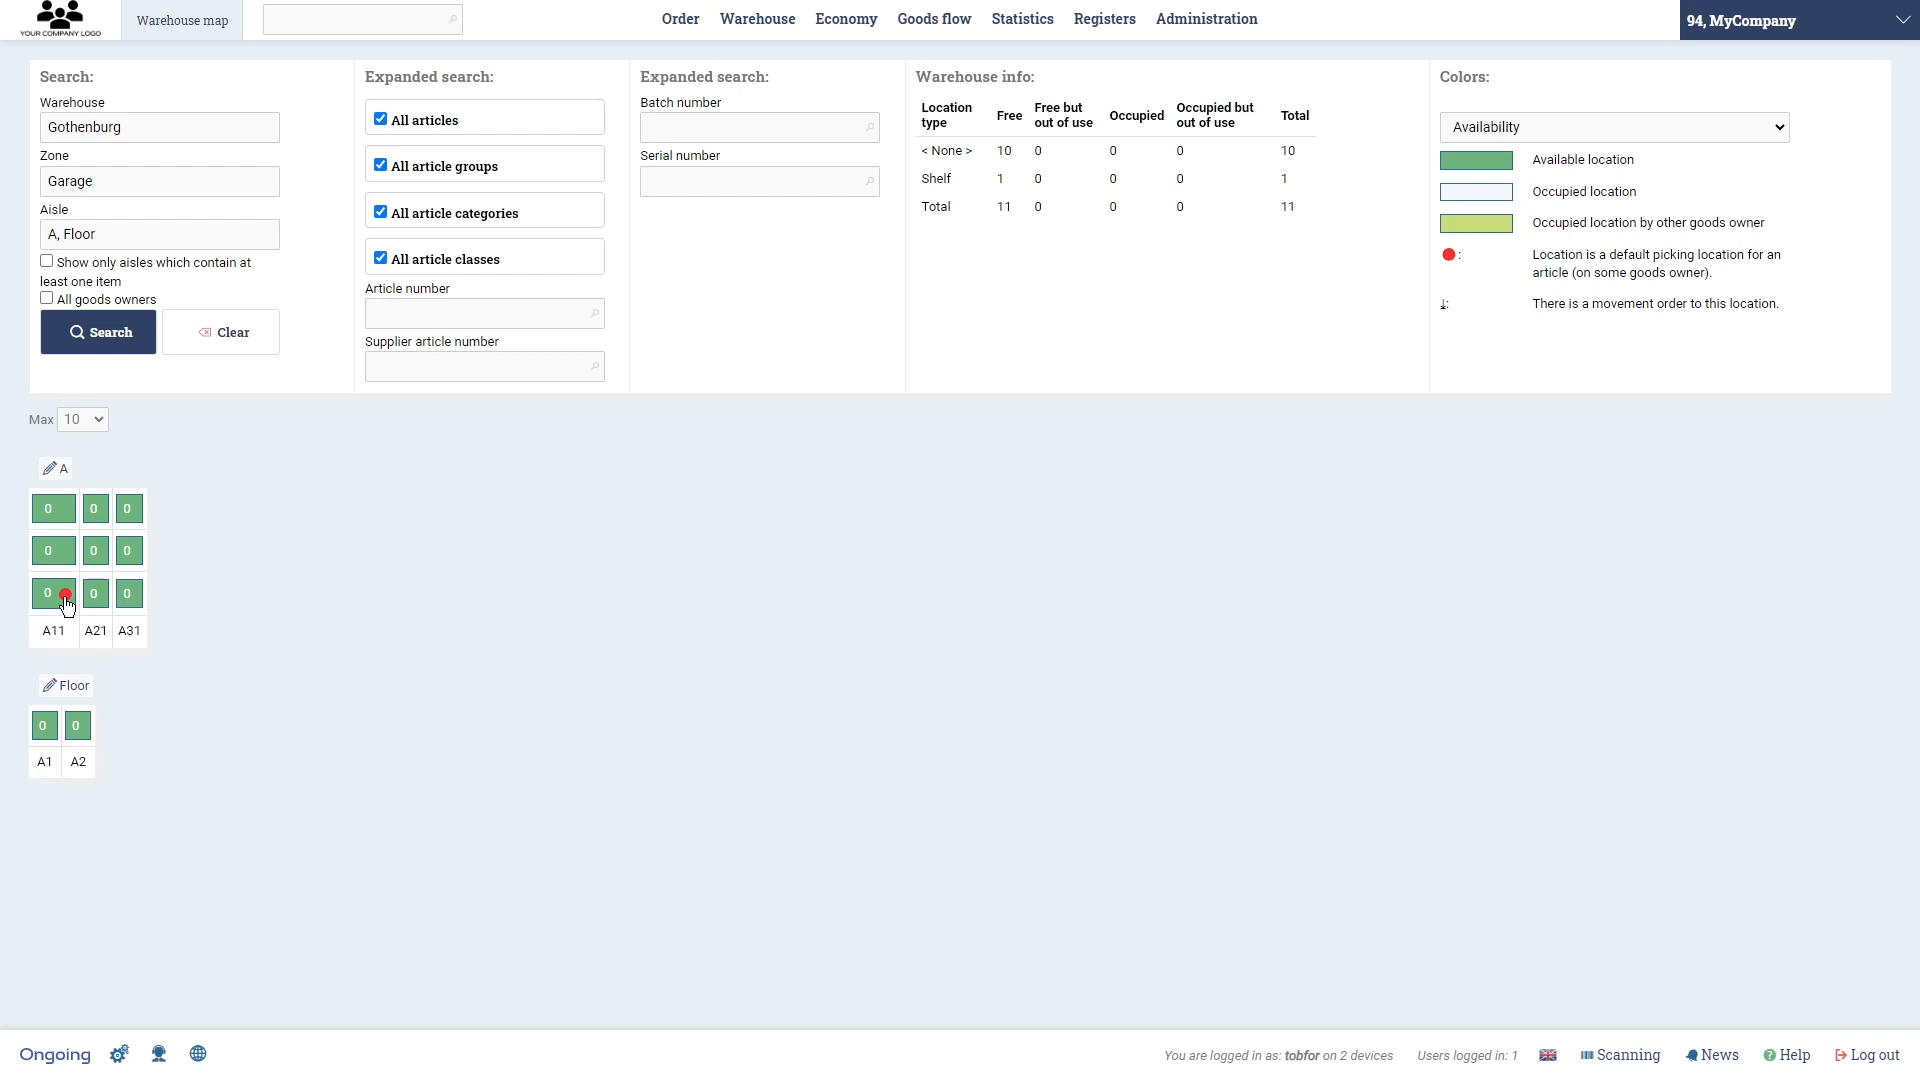 YOUR COMPANY LOGO
Warehouse map
Order Warehouse Economy Goods flow Statistics Registers Administration
94, MyCompany
Search:
Warehouse
Gothenburg
Zone
Garage
Aisle
A, Floor
Show only aisles which contain at
least one item
All goods owners
Search Clear
Expanded search:
All articles
All article groups
All article categories
All article classes
Article number
Supplier article number
Expanded search:
Batch number
Serial number
Warehouse info:
Location type Free Free but out of use Occupied Occupied but out of use Total
< None > 10 0 0 0 10
Shelf 1 0 0 0 1
Total 11 0 0 0 11
Colors:
Availability
Available location
Occupied location
Occupied location by other goods owner
: Location is a default picking location for an
article (on some goods owner).
⤓: There is a movement order to this location.
Max 10
A
0 0 0
0 0 0
0 0 0
A11 A21 A31
Floor
0 0
A1 A2
Ongoing
You are logged in as: tobfor on 2 devices Users logged in: 1 Scanning News Help Log out